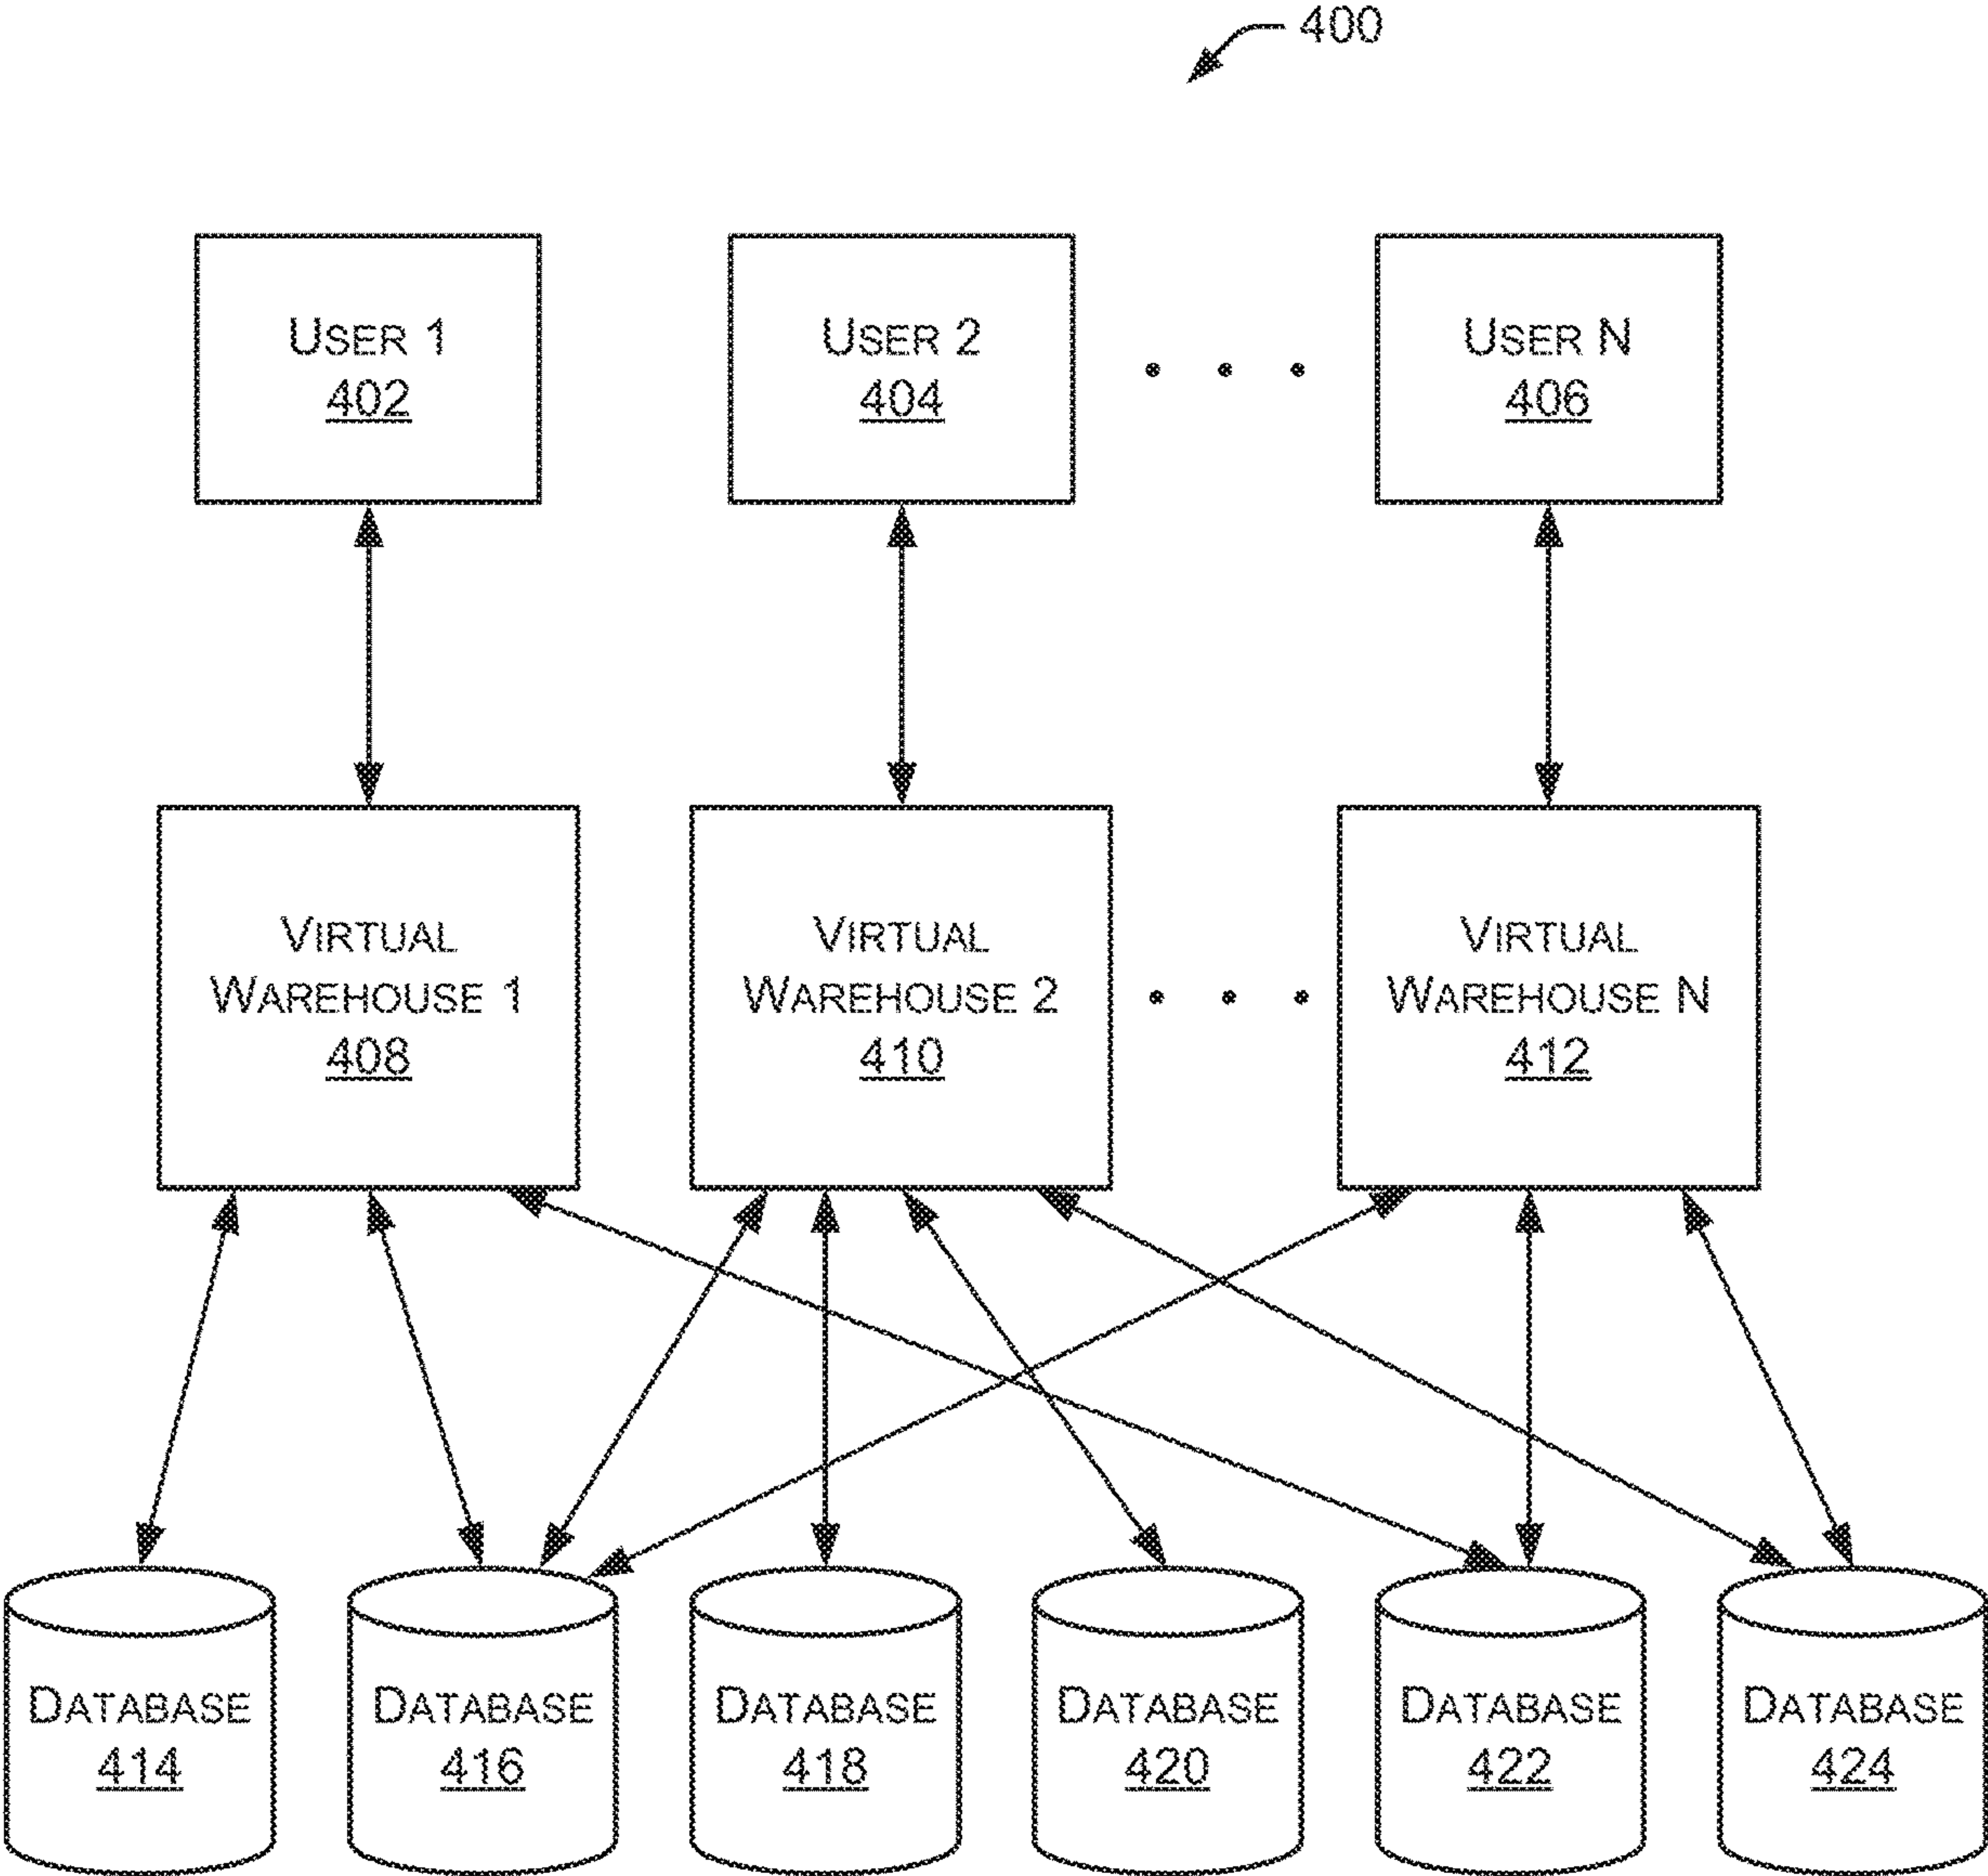 400
USER 1
402
USER 2
404
USER N
406
VIRTUAL
WAREHOUSE 1
408
VIRTUAL
WAREHOUSE 2
410
VIRTUAL
WAREHOUSE N
412
DATABASE
414
DATABASE
416
DATABASE
418
DATABASE
420
DATABASE
422
DATABASE
424